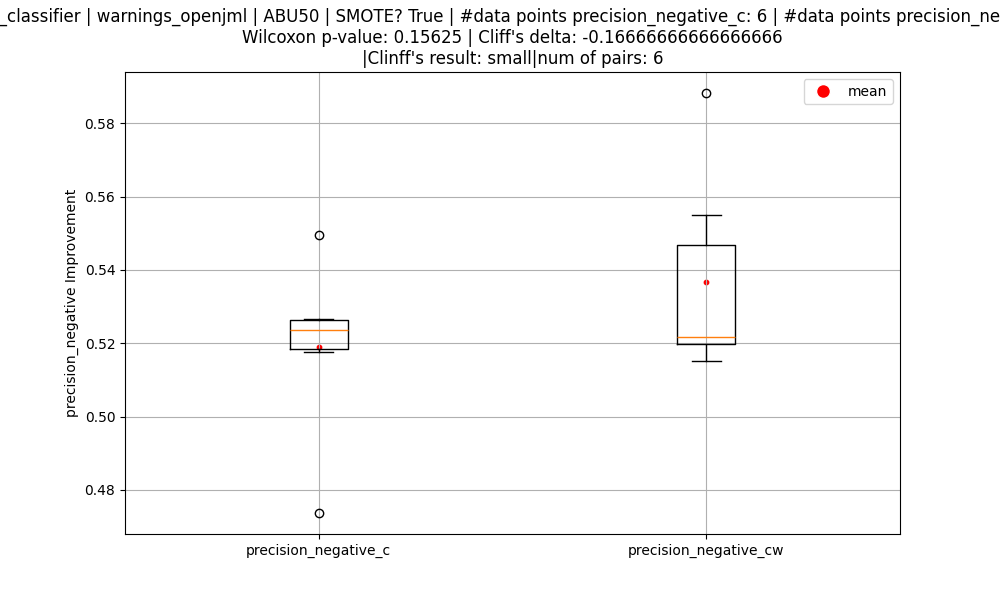 _classifier | warnings_openjml | ABU50 | SMOTE? True | #data points precision_negative_c: 6 | #data points precision_ne
Wilcoxon p-value: 0.15625 | Cliff's delta: -0.16666666666666666
|Clinff's result: small|num of pairs: 6
mean
0.58
0.56
0.54
0.52
0.50
0.48
precision_negative Improvement
precision_negative_c
precision_negative_cw